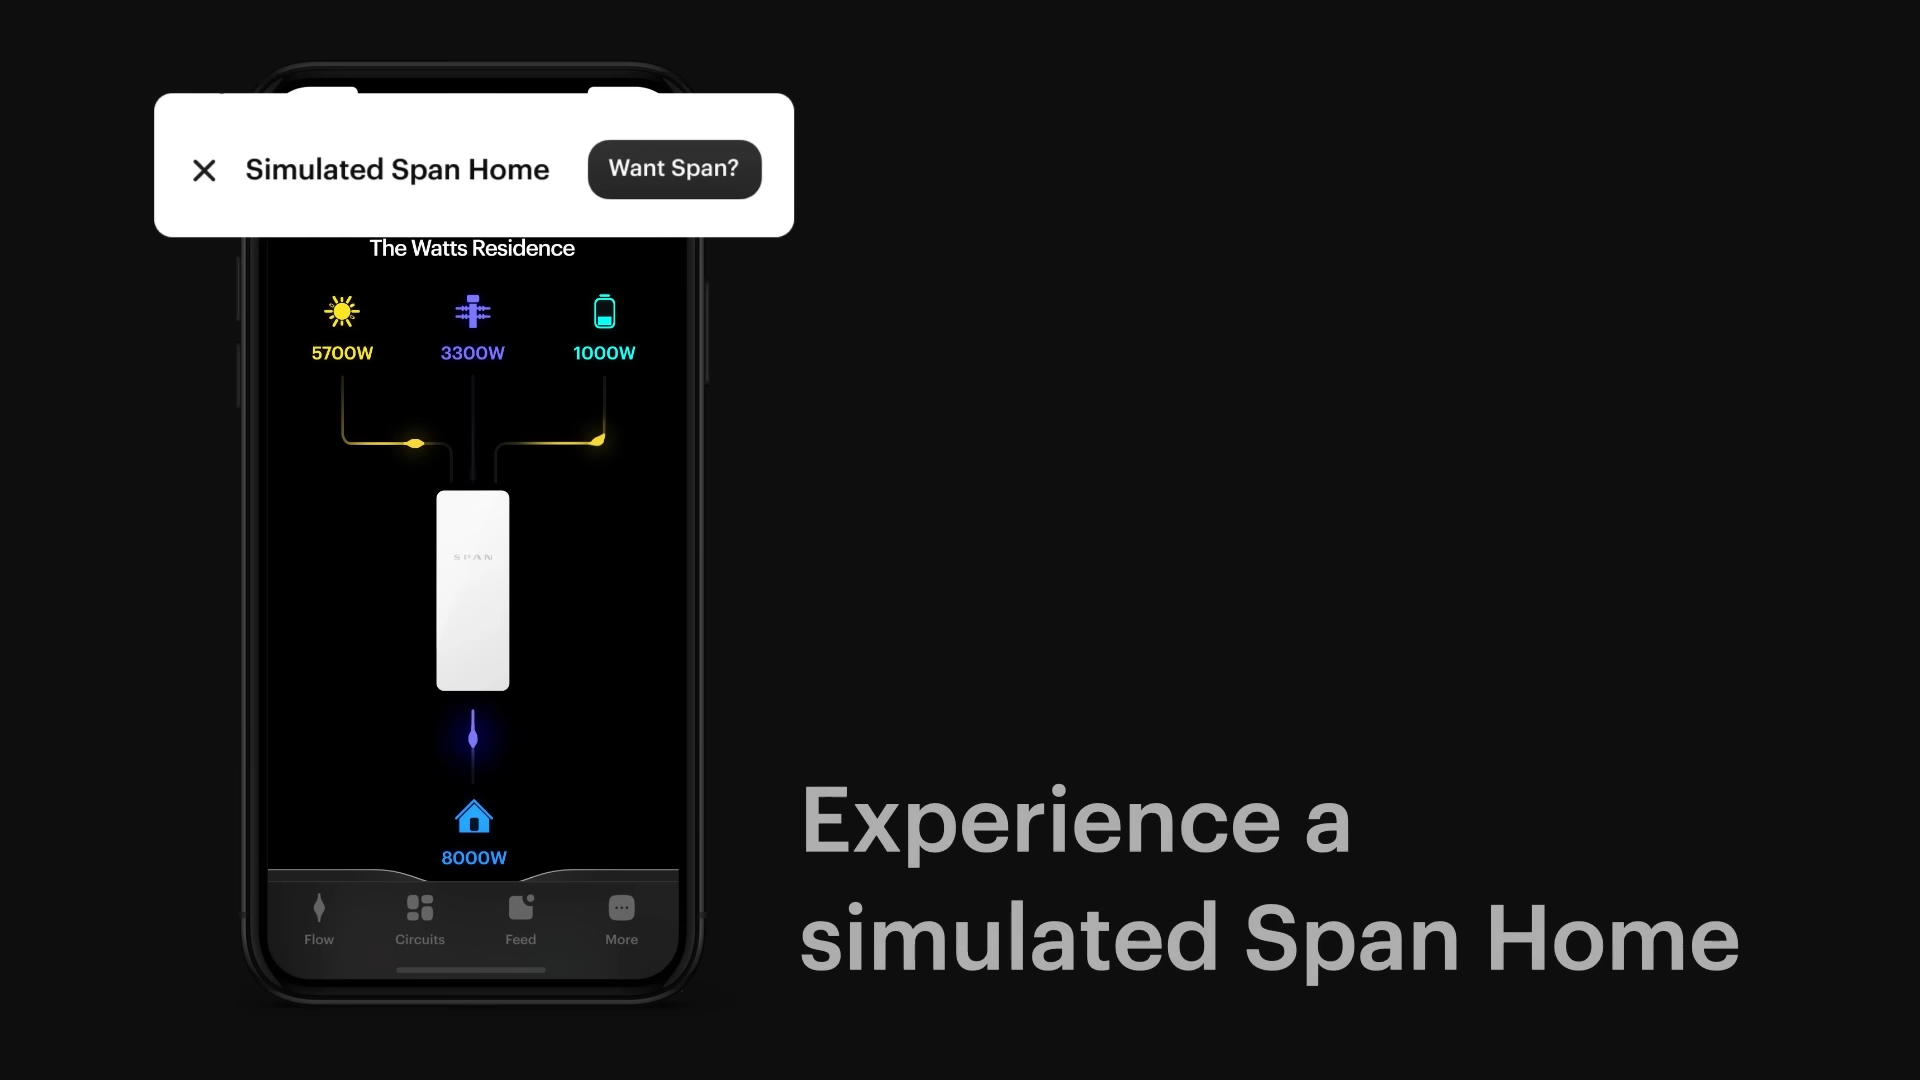 Simulated Span Home
Want Span?
The Watts Residence
5700W
3300W
1000W
SPAN
8000W
Flow
Circuits
Feed
More
Experience a
simulated Span Home